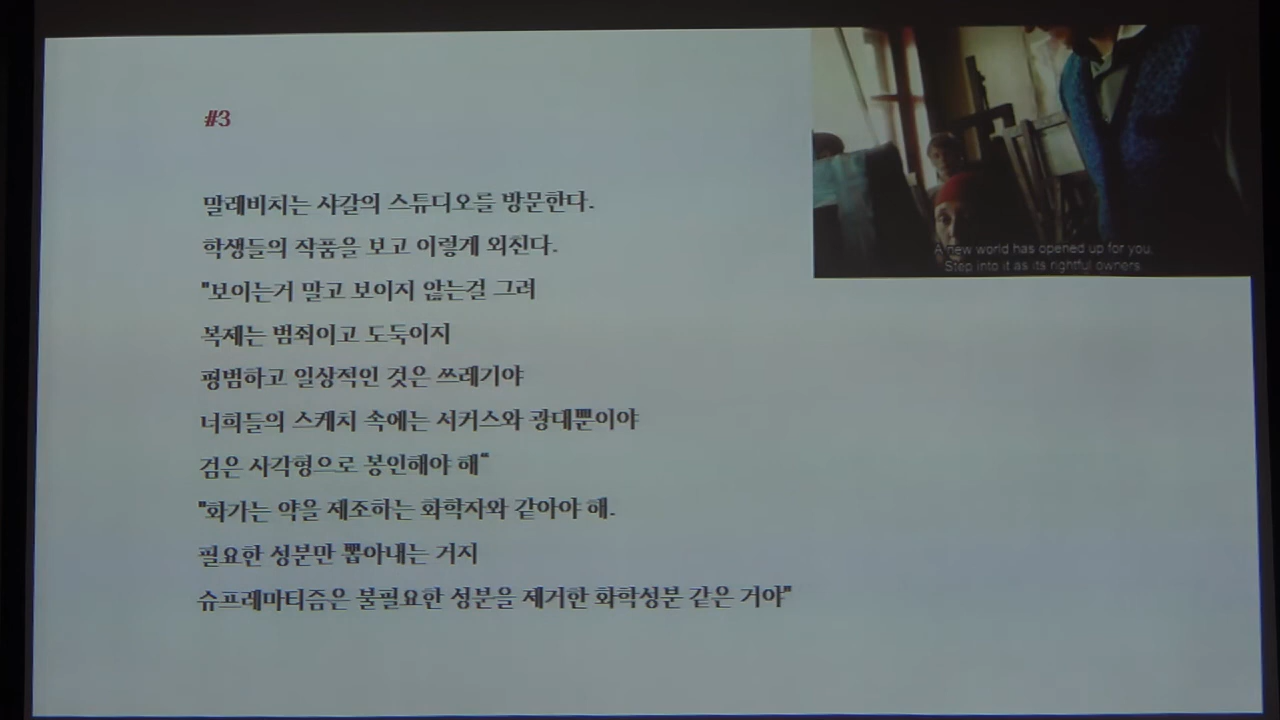 #3
말레비치는 샤갈의 스튜디오를 방문한다.
학생들의 작품을 보고 이렇게 외친다.
"보이는거 말고 보이지 않는걸 그려
복제는 범죄이고 도둑이지
평범하고 일상적인 것은 쓰레기야
너희들의 스케치 속에는 서커스와 광대뿐이야
검은 사각형으로 봉인해야 해“
"화가는 약을 제조하는 화학자와 같아야 해.
필요한 성분만 뽑아내는 거지
슈프레마티즘은 불필요한 성분을 제거한 화학성분 같은 거야"
A new world has opened up for you.
Step into it as its rightful owners